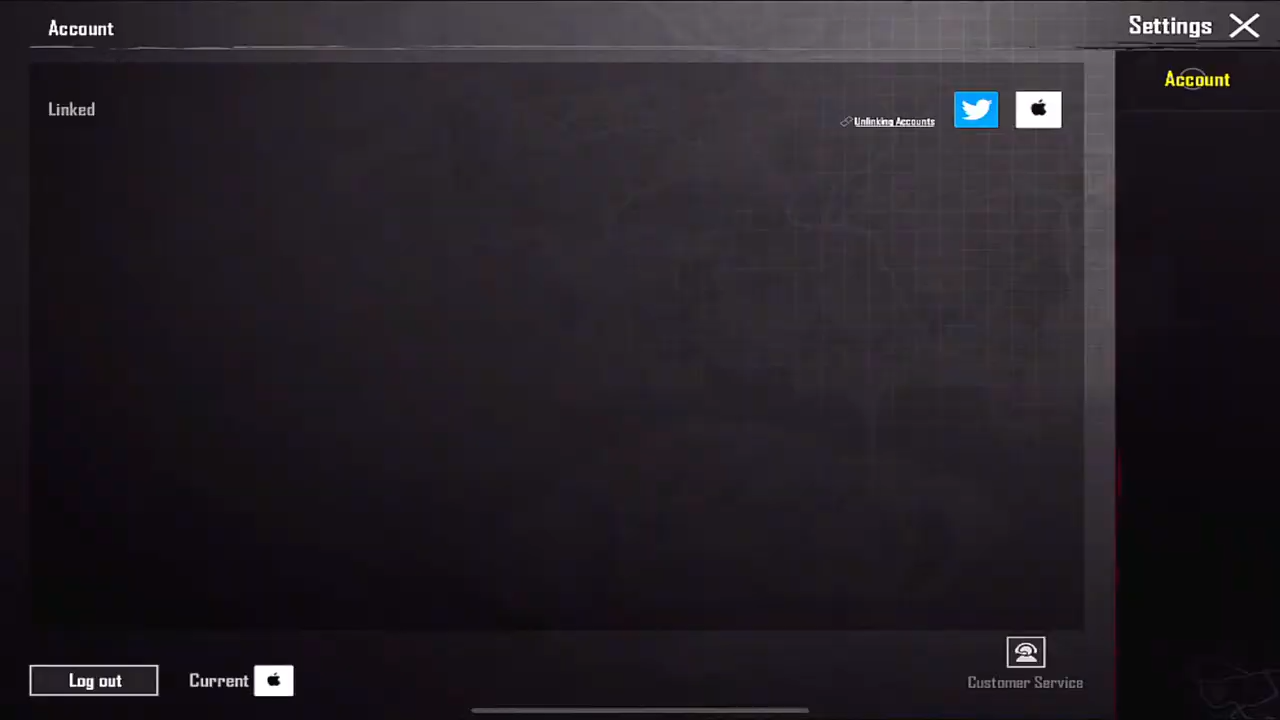 Account
Settings
Account
Linked
Unlinking Accounts
Log out
Current
Customer Service